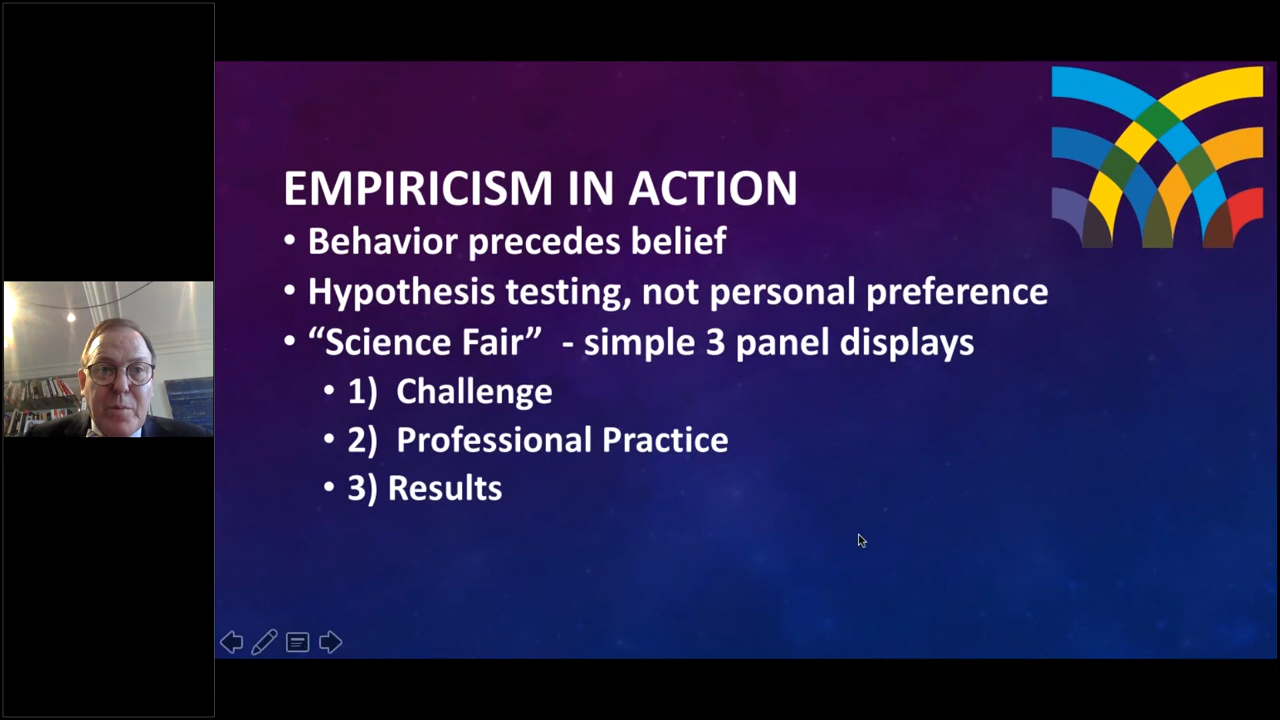 EMPIRICISM IN ACTION
• Behavior precedes belief
• Hypothesis testing, not personal preference
• “Science Fair”  - simple 3 panel displays
• 1)  Challenge
• 2)  Professional Practice
• 3) Results